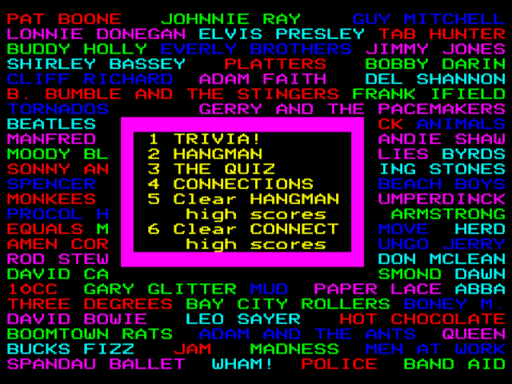 PAT BOONE JOHNNIE RAY GUY MITCHELL
LONNIE DONEGAN ELVIS PRESLEY TAB HUNTER
BUDDY HOLLY EVERLY BROTHERS JIMMY JONES
SHIRLEY BASSEY PLATTERS BOBBY DARIN
CLIFF RICHARD ADAM FAITH DEL SHANNON
B. BUMBLE AND THE STINGERS FRANK IFIELD
TORNADOS GERRY AND THE PACEMAKERS
BEATLES CK ANIMALS
MANFRED 1 TRIVIA! ANDIE SHAW
MOODY BL 2 HANGMAN LIES BYRDS
SONNY AN 3 THE QUIZ ING STONES
SPENCER 4 CONNECTIONS BEACH BOYS
MONKEES 5 Clear HANGMAN UMPERDINCK
PROCOL H high scores ARMSTRONG
EQUALS M 6 Clear CONNECT MOVE HERD
AMEN COR high scores UNGO JERRY
ROD STEW DON MCLEAN
DAVID CA SMOND DAWN
10CC GARY GLITTER MUD PAPER LACE ABBA
THREE DEGREES BAY CITY ROLLERS BONEY M.
DAVID BOWIE LEO SAYER HOT CHOCOLATE
BOOMTOWN RATS ADAM AND THE ANTS QUEEN
BUCKS FIZZ JAM MADNESS MEN AT WORK
SPANDAU BALLET WHAM! POLICE BAND AID